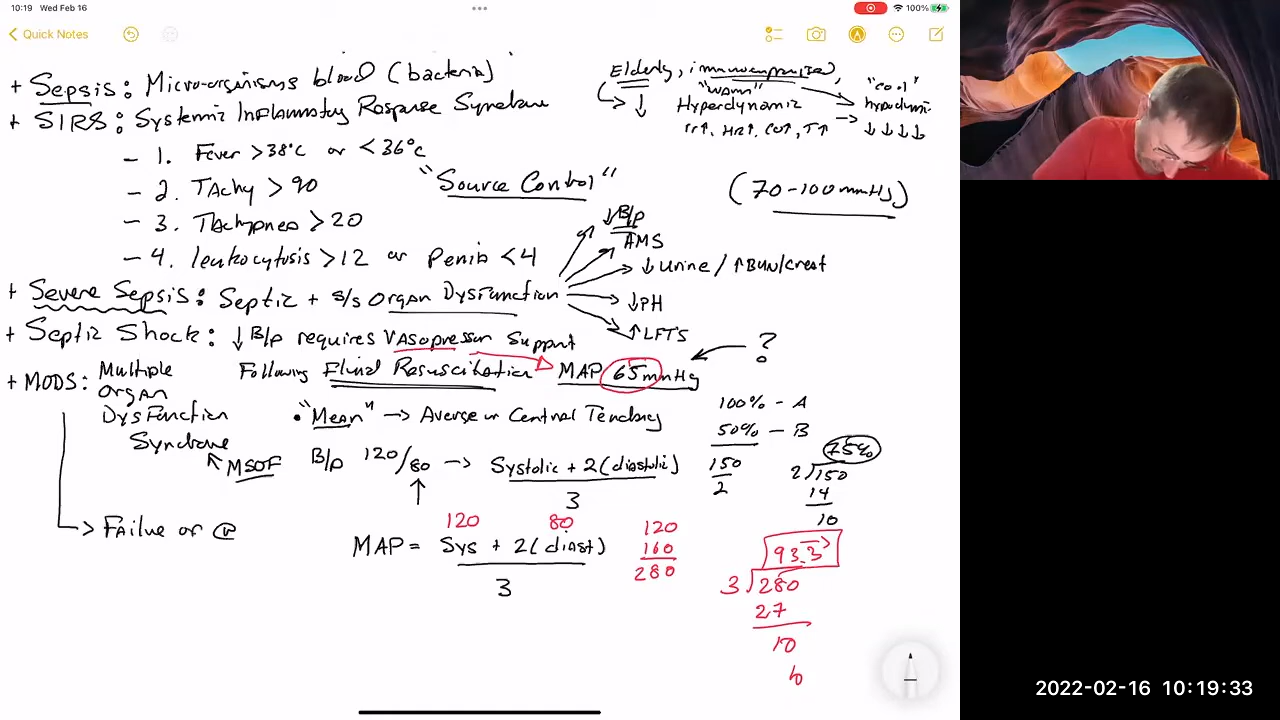 10:19 Wed Feb 16
100%
Quick Notes
+ Sepsis: Micro-organisms blood (bacteria)
+ SIRS: Systemic Inflammatory Response Syndrome
- 1. Fever >38°C or <36°C
- 2. TAchy > 90
- 3. TAchypnea > 20
- 4. leukocytosis >12 or penia <4
Elderly, immunocompromised
"warm"
Hyperdynamic
HR↑, CO↑, T↑
"cool"
↓ ↓ ↓ ↓
"Source Control"
(70-100 mmHg)
+ Severe Sepsis: Septic + s/s Organ DysFunction
↓ B/p
AMS
↓ Urine / ↑ BUN/creat
↓ PH
↑ LFTS
+ Septic Shock: ↓ B/p requires VASOpressor Support
Following Fluid Resuscitation
MAP 65 mmHg
?
+ MODS: Multiple
Organ
DysFunction
Syndrome
MSOF
→ FAilure of
• "Mean" → Average or Central Tendency
B/p 120/80 → Systolic + 2(diastolic)
3
120 80
MAP = Sys + 2(diast)
3
120
160
280
100% - A
50% - B
150
2
75%
2 150
14
10
93.3
3 280
27
10
2022-02-16 10:19:33